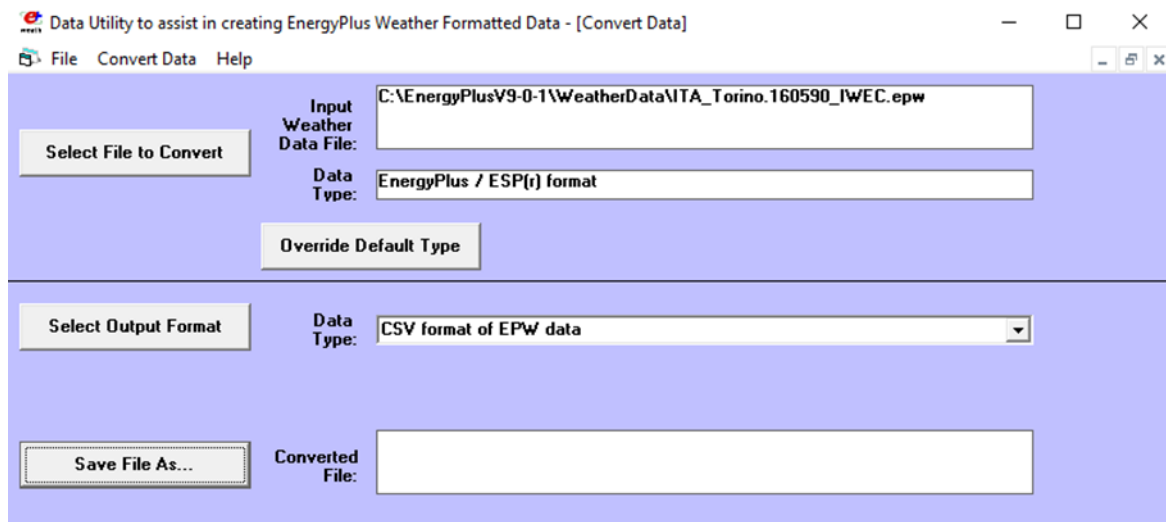 Data Utility to assist in creating EnergyPlus Weather Formatted Data - [Convert Data]
File Convert Data Help
Input Weather Data File:
C:\EnergyPlusV9-0-1\WeatherData\ITA_Torino.160590_IWEC.epw
Select File to Convert
Data Type:
EnergyPlus / ESP(r) format
Override Default Type
Select Output Format
Data Type:
CSV format of EPW data
Save File As...
Converted File: